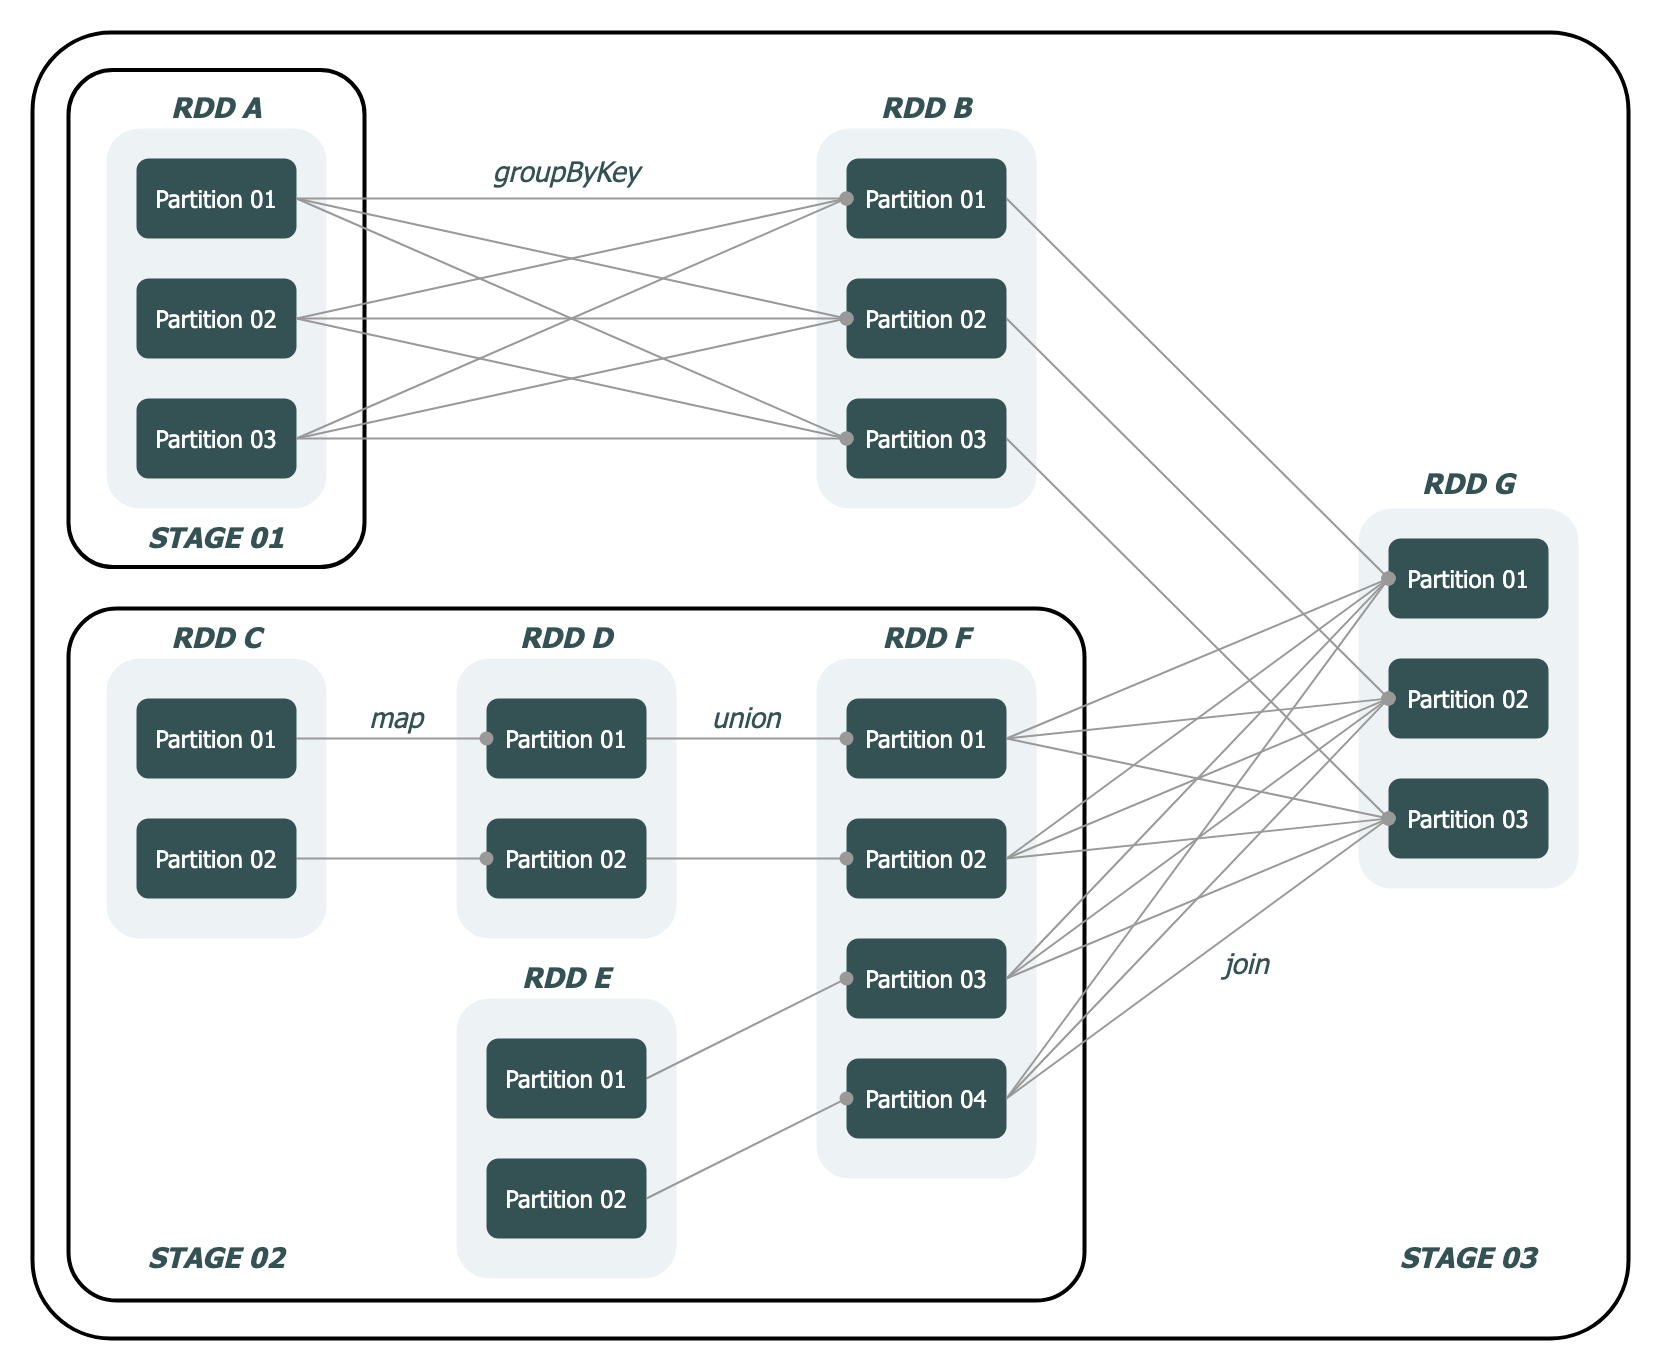 RDD A
Partition 01
Partition 02
Partition 03
STAGE 01
groupByKey
RDD B
Partition 01
Partition 02
Partition 03
RDD C
Partition 01
Partition 02
map
RDD D
Partition 01
Partition 02
union
RDD E
Partition 01
Partition 02
RDD F
Partition 01
Partition 02
Partition 03
Partition 04
STAGE 02
join
RDD G
Partition 01
Partition 02
Partition 03
STAGE 03